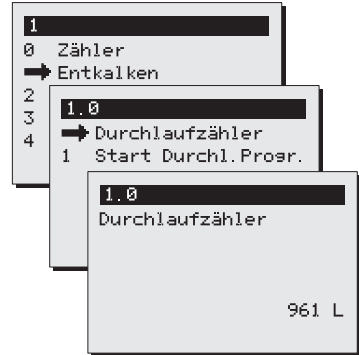 1
0 Zähler
➡ Entkalken
2
3
4
1.0
➡ Durchlaufzähler
1 Start Durchl.Progr.
1.0
Durchlaufzähler
961 L